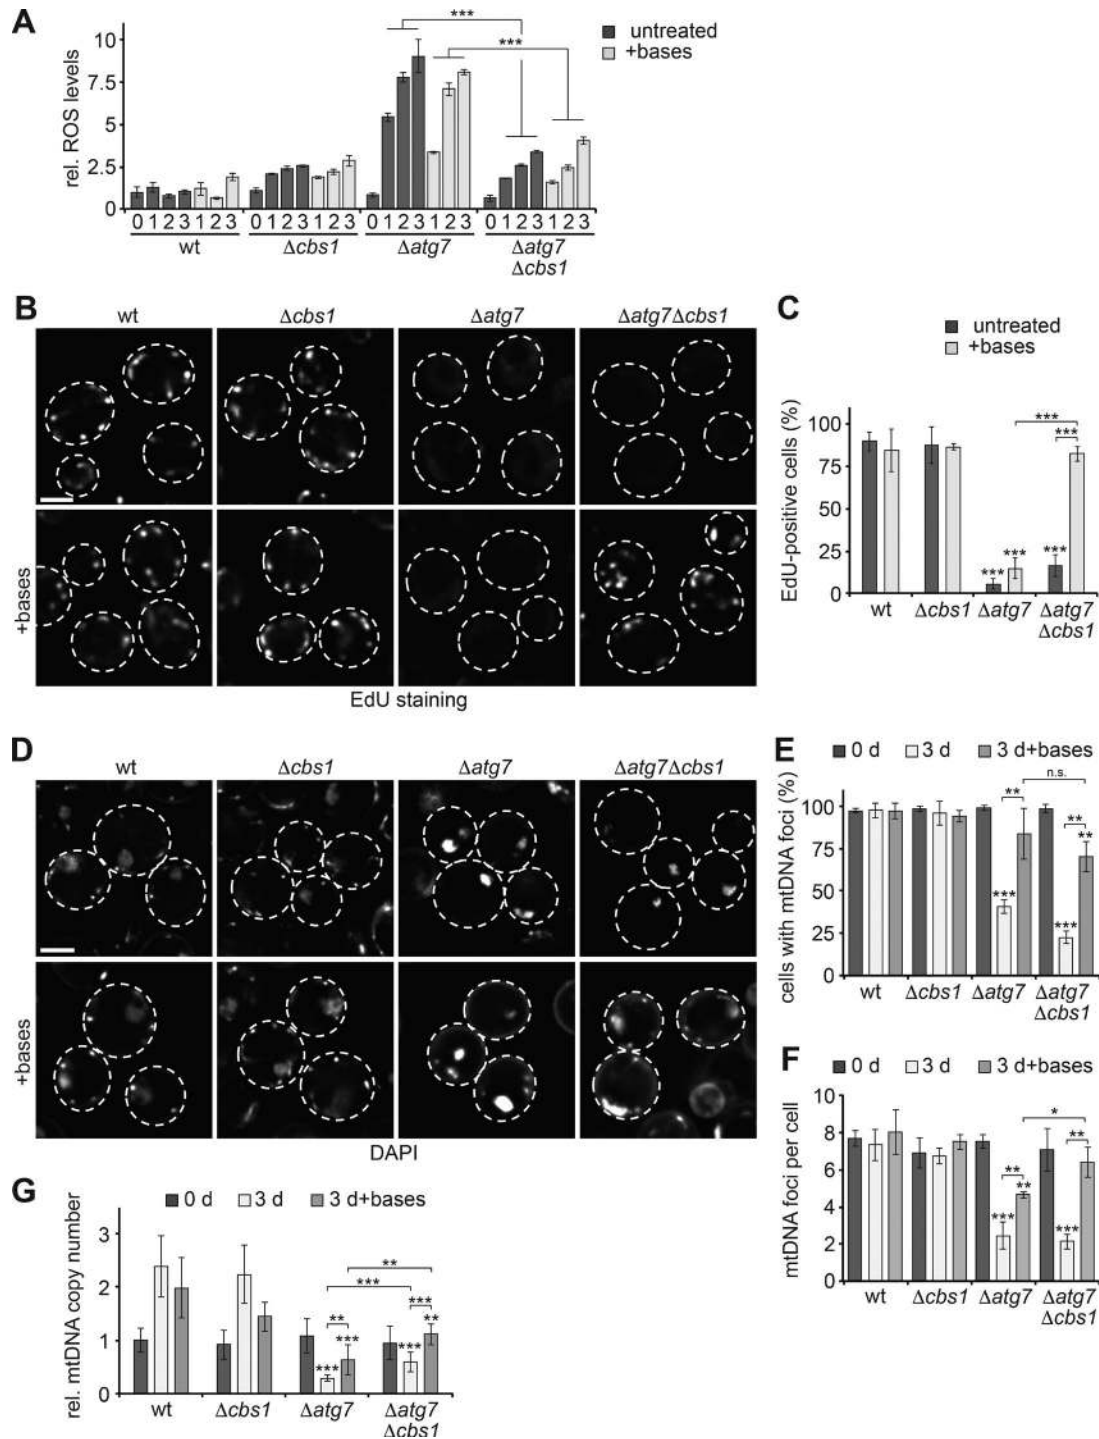 A
*** untreated
*** +bases
rel. ROS levels
10
7.5
5
2.5
0
0 1 2 3 1 2 3 0 1 2 3 1 2 3 0 1 2 3 1 2 3 0 1 2 3 1 2 3
wt Δcbs1 Δatg7 Δatg7
Δcbs1
B
wt Δcbs1 Δatg7 Δatg7Δcbs1
+bases
EdU staining
C
untreated
+bases
EdU-positive cells (%)
100
75
50
25
0
***
***
*** *** ***
wt Δcbs1 Δatg7 Δatg7
Δcbs1
D
wt Δcbs1 Δatg7 Δatg7Δcbs1
+bases
DAPI
E
0 d 3 d 3 d+bases
cells with mtDNA foci (%)
100
75
50
25
0
n.s.
** **
**
*** ***
wt Δcbs1 Δatg7 Δatg7
Δcbs1
F
0 d 3 d 3 d+bases
mtDNA foci per cell
10
8
6
4
2
0
*
** **
**
*** ***
wt Δcbs1 Δatg7 Δatg7
Δcbs1
G
0 d 3 d 3 d+bases
rel. mtDNA copy number
3
2
1
0
**
***
** ***
*** **
*** ***
wt Δcbs1 Δatg7 Δatg7
Δcbs1